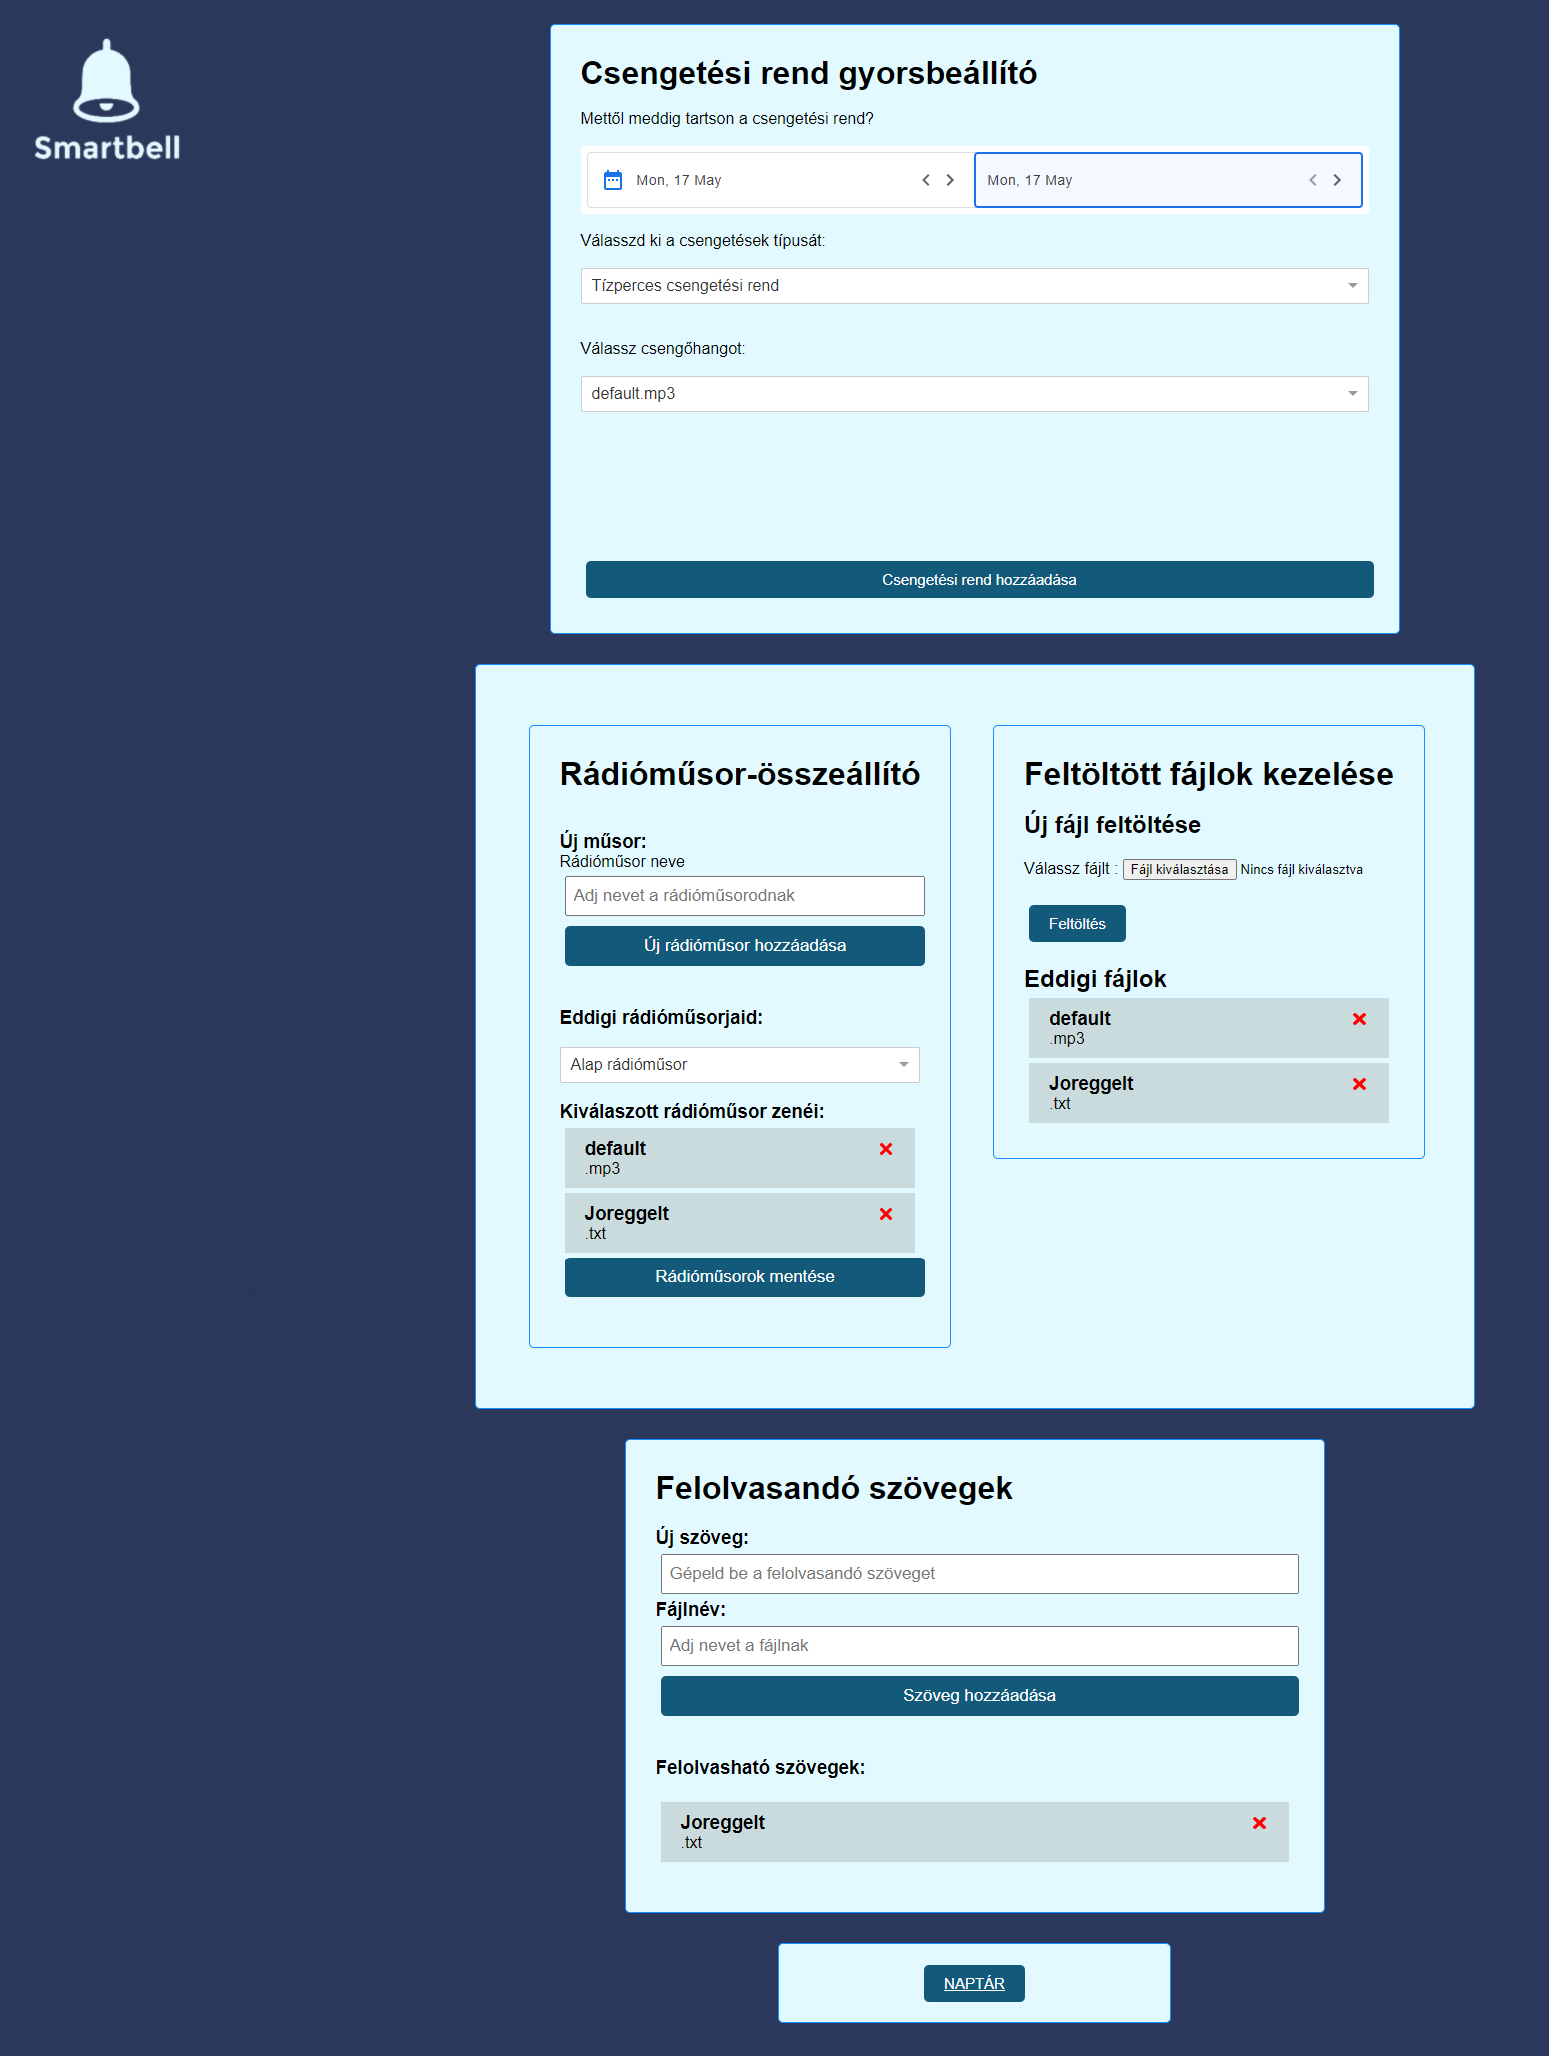 Smartbell
Csengetési rend gyorsbeállító
Mettől meddig tartson a csengetési rend?
Mon, 17 May
Mon, 17 May
Válasszd ki a csengetések típusát:
Tízperces csengetési rend
Válassz csengőhangot:
default.mp3
Csengetési rend hozzáadása
Rádióműsor-összeállító
Új műsor:
Rádióműsor neve
Adj nevet a rádióműsorodnak
Új rádióműsor hozzáadása
Eddigi rádióműsorjaid:
Alap rádióműsor
Kiválaszott rádióműsor zenéi:
default
.mp3
Joreggelt
.txt
Rádióműsorok mentése
Feltöltött fájlok kezelése
Új fájl feltöltése
Válassz fájlt : Fájl kiválasztása Nincs fájl kiválasztva
Feltöltés
Eddigi fájlok
default
.mp3
Joreggelt
.txt
Felolvasandó szövegek
Új szöveg:
Gépeld be a felolvasandó szöveget
Fájlnév:
Adj nevet a fájlnak
Szöveg hozzáadása
Felolvasható szövegek:
Joreggelt
.txt
NAPTÁR